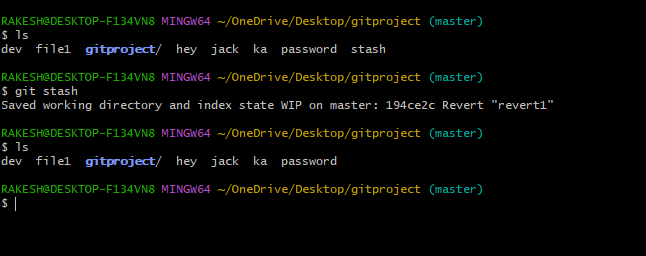 RAKESH@DESKTOP-F134VN8 MINGW64 ~/OneDrive/Desktop/gitproject (master)
$ ls
dev  file1  gitproject/  hey  jack  ka  password  stash
RAKESH@DESKTOP-F134VN8 MINGW64 ~/OneDrive/Desktop/gitproject (master)
$ git stash
Saved working directory and index state WIP on master: 194ce2c Revert "revert1"
RAKESH@DESKTOP-F134VN8 MINGW64 ~/OneDrive/Desktop/gitproject (master)
$ ls
dev  file1  gitproject/  hey  jack  ka  password
RAKESH@DESKTOP-F134VN8 MINGW64 ~/OneDrive/Desktop/gitproject (master)
$